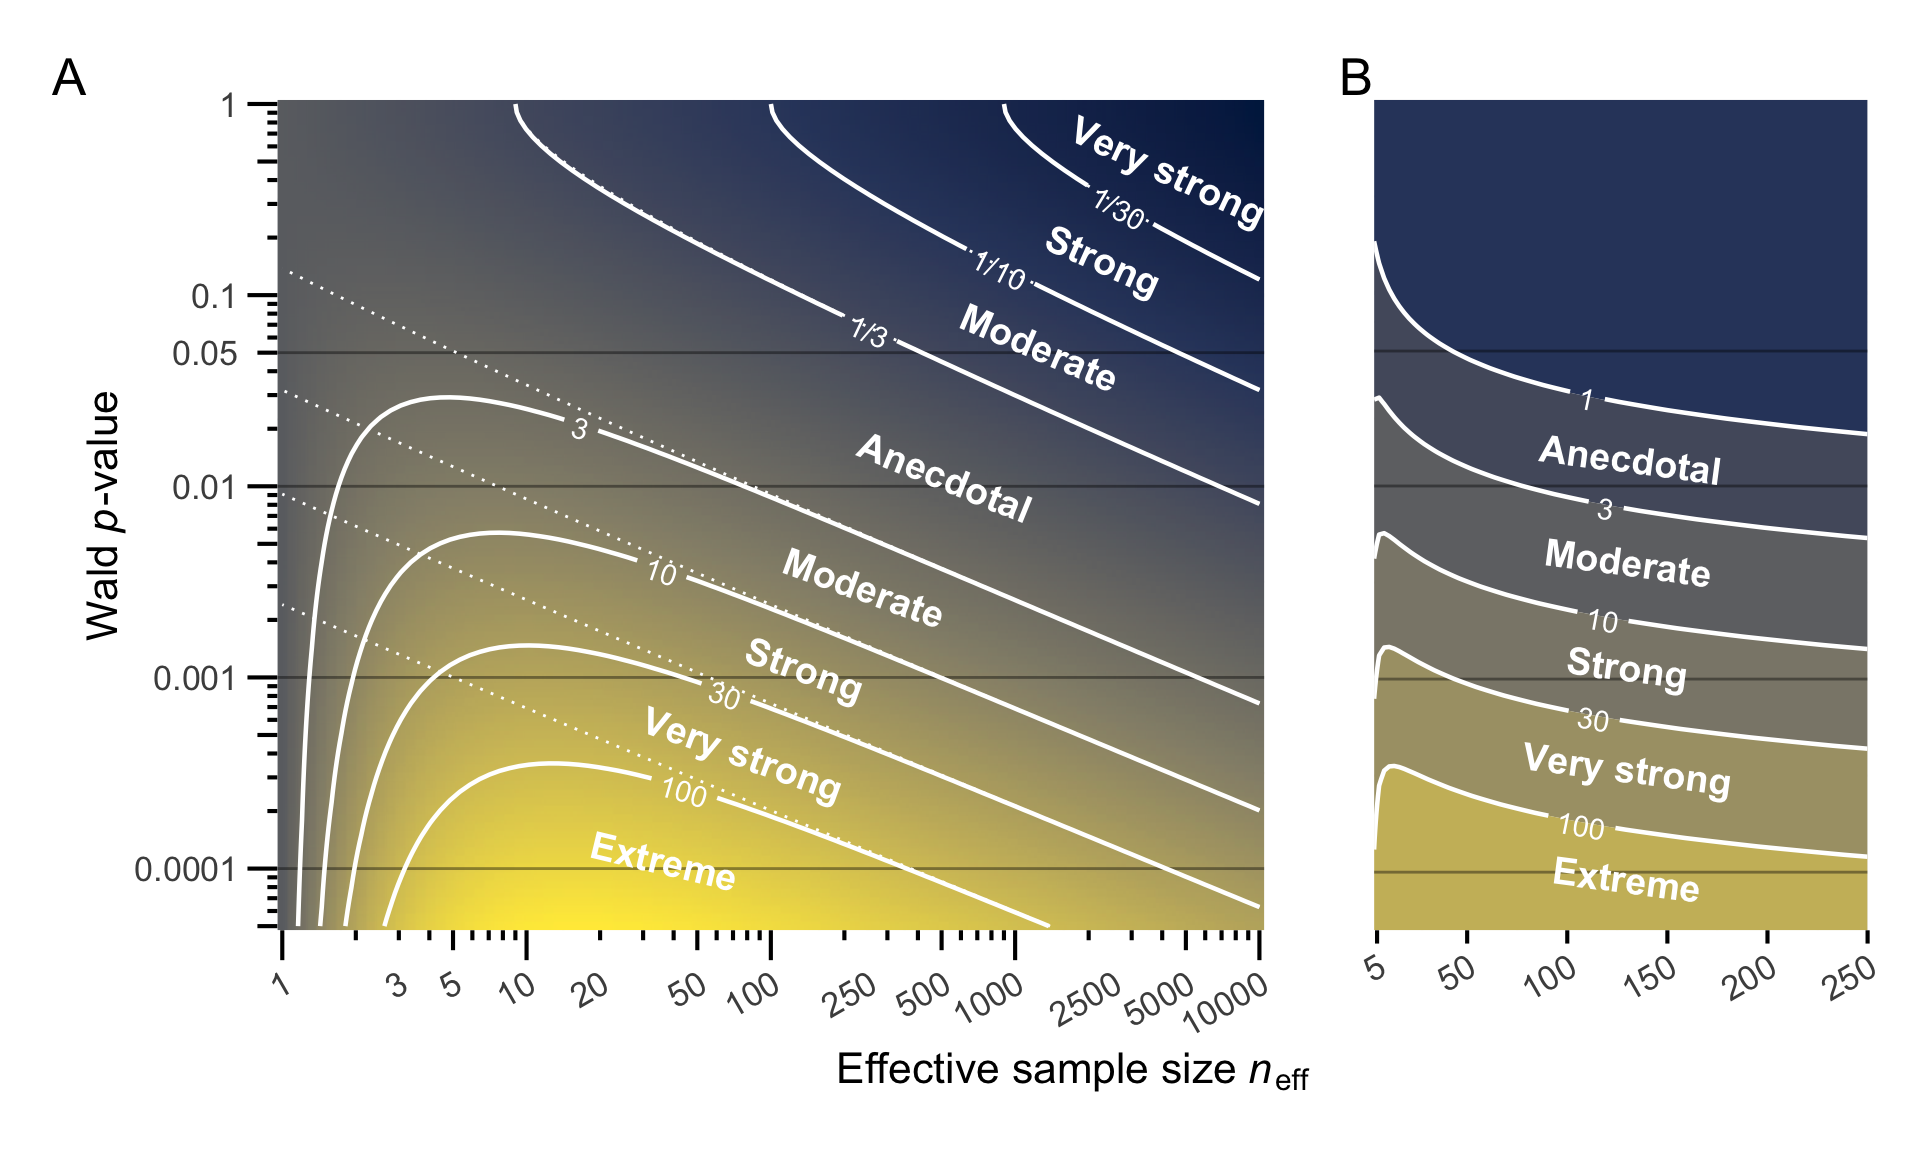 A
B
1
0.1
0.05
0.01
0.001
0.0001
Wald p-value
Very strong
1/30
Strong
1/10
Moderate
1/3
Anecdotal
3
Moderate
10
Strong
30
Very strong
100
Extreme
1 3 5 10 20 50 100 250 500 1000 2500 5000 10000
1
Anecdotal
3
Moderate
10
Strong
30
Very strong
100
Extreme
5 50 100 150 200 250
Effective sample size neff